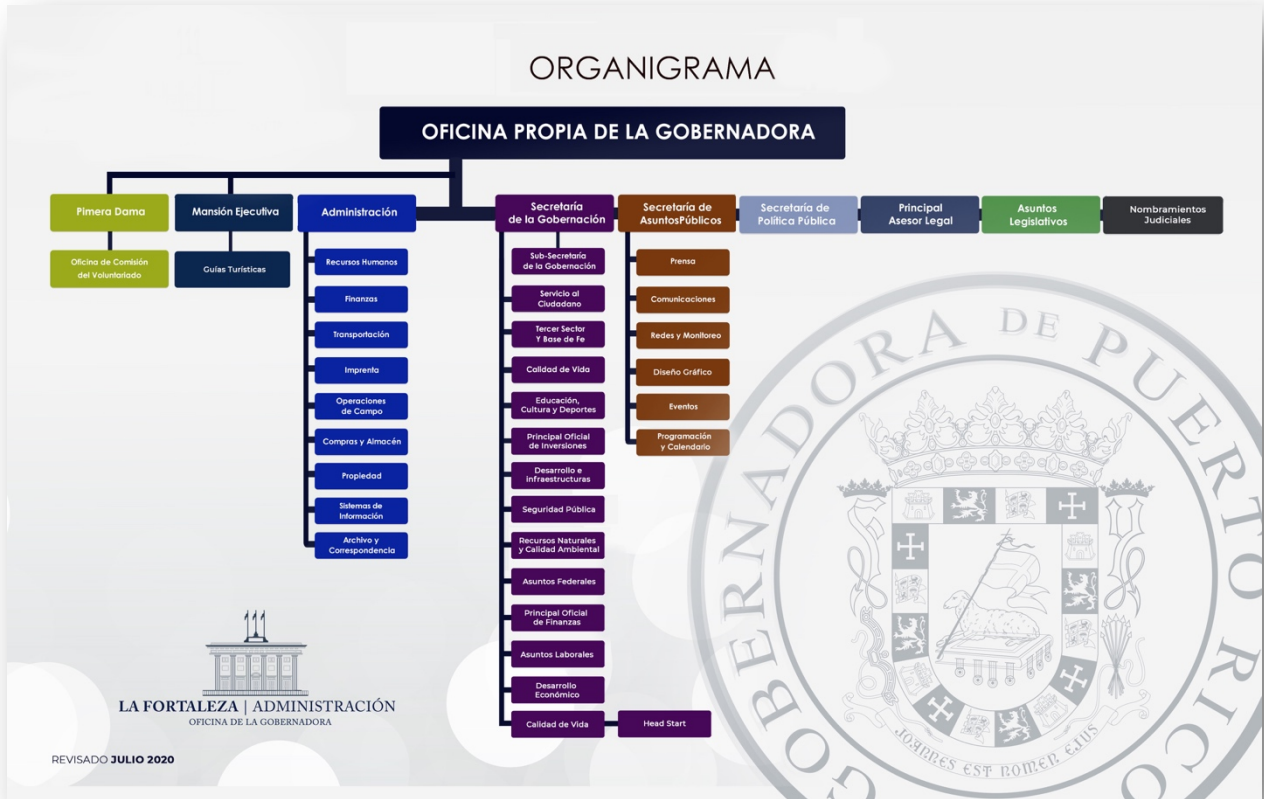 ORGANIGRAMA
OFICINA PROPIA DE LA GOBERNADORA
Pimera Dama
Mansión Ejecutiva
Administración
Secretaría
de la Gobernación
Secretaría de
AsuntosPúblicos
Secretaría de
Política Pública
Principal
Asesor Legal
Asuntos
Legislativos
Nombramientos
Judiciales
Oficina de Comisión
del Voluntariado
Guías Turísticas
Recursos Humanos
Finanzas
Transportación
Imprenta
Operaciones
de Campo
Compras y Almacén
Propiedad
Sistemas de
Información
Archivo y
Correspondencia
Sub-Secretaría
de la Gobernación
Servicio al
Ciudadano
Tercer Sector
Y Base de Fe
Calidad de Vida
Educación,
Cultura y Deportes
Principal Oficial
de Inversiones
Desarrollo e
infraestructuras
Seguridad Pública
Recursos Naturales
y Calidad Ambiental
Asuntos Federales
Principal Oficial
de Finanzas
Asuntos Laborales
Desarrollo
Económico
Calidad de Vida
Head Start
Prensa
Comunicaciones
Redes y Monitoreo
Diseño Gráfico
Eventos
Programación
y Calendario
GOBERNADORA DE PUERTO RICO
JOANNES EST NOMEN EJUS
LA FORTALEZA | ADMINISTRACIÓN
OFICINA DE LA GOBERNADORA
REVISADO JULIO 2020